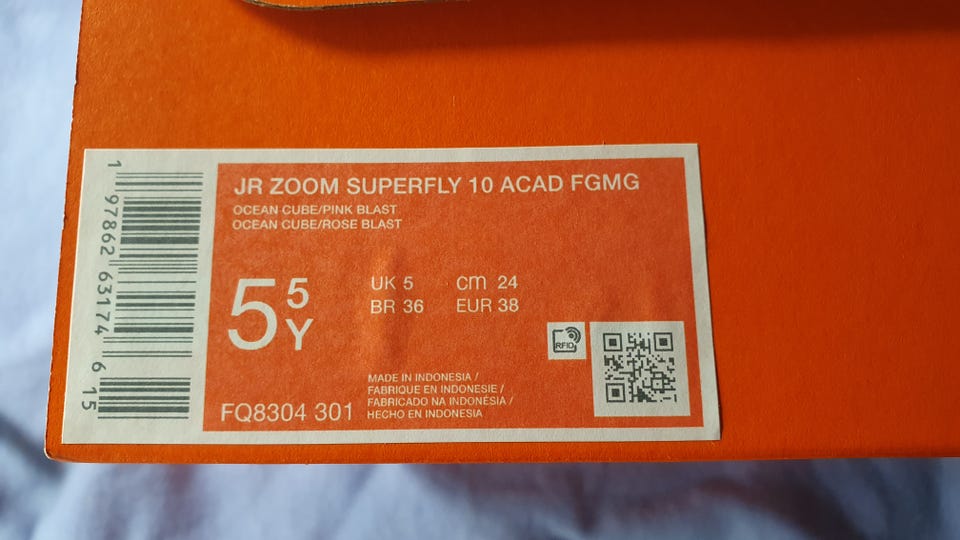 JR ZOOM SUPERFLY 10 ACAD FGMG
OCEAN CUBE/PINK BLAST
OCEAN CUBE/ROSE BLAST
5 5 Y
UK 5 cm 24
BR 36 EUR 38
RFID
MADE IN INDONESIA /
FABRIQUE EN INDONESIE /
FABRICADO NA INDONÉSIA /
HECHO EN INDONESIA
FQ8304 301
1 97862 63174 6 15